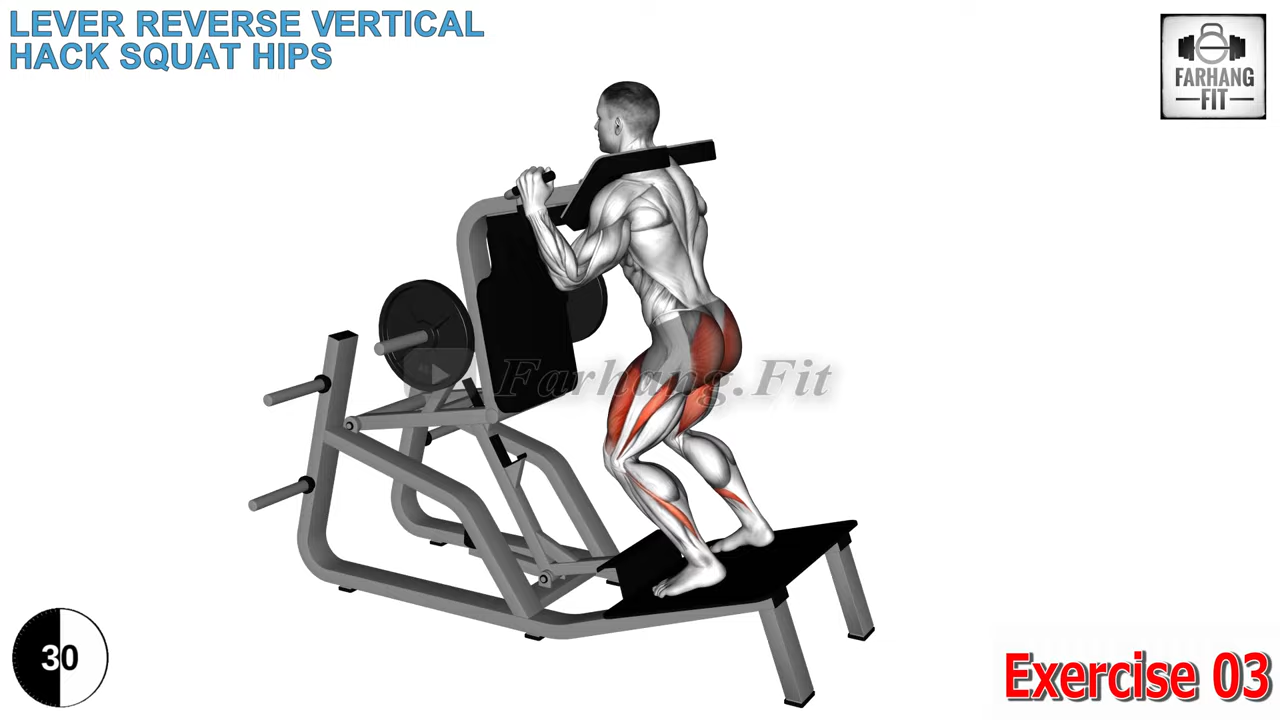 LEVER REVERSE VERTICAL
HACK SQUAT HIPS
FARHANG
FIT
Farhang.Fit
30
Exercise 03